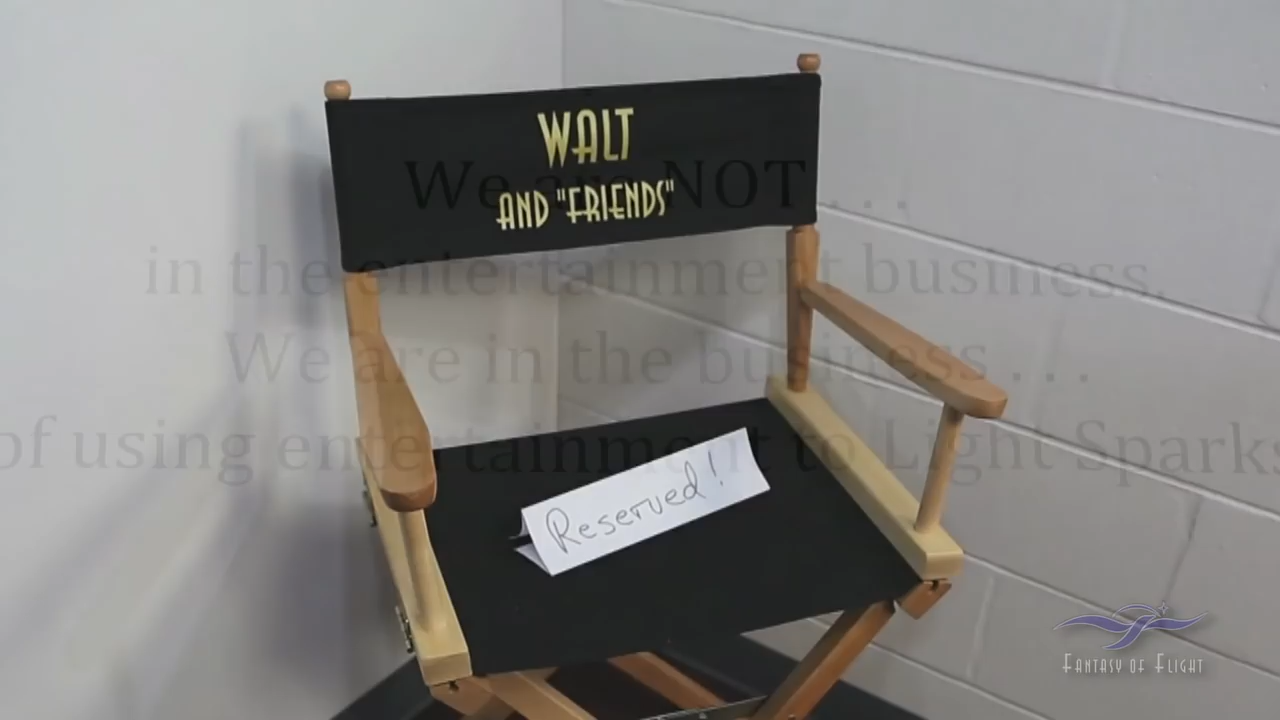 WALT
AND "FRIENDS"
We are NOT . . .
in the entertainment business.
We are in the business . . .
of using entertainment to Light Sparks
Reserved!
FANTASY OF FLIGHT